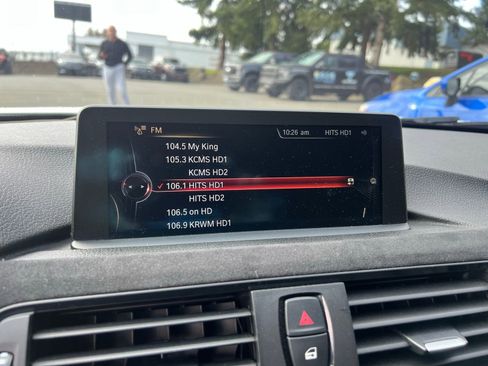 FM
10:26 am
HITS HD1
104.5 My King
105.3 KCMS HD1
KCMS HD2
106.1 HITS HD1
HITS HD2
106.5 on HD
106.9 KRWM HD1